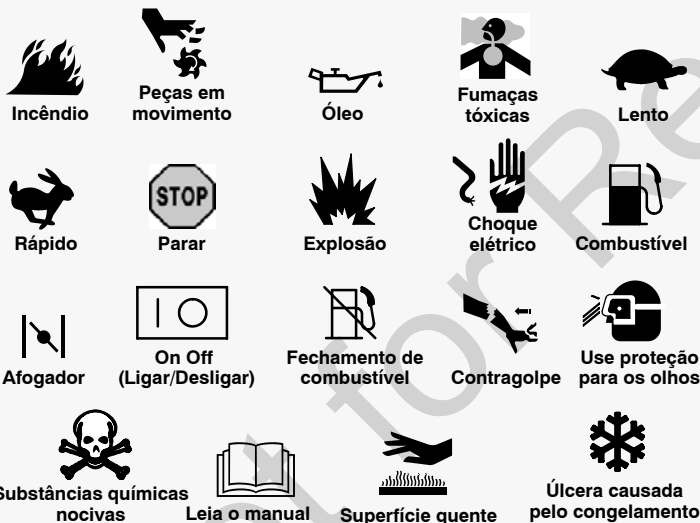 Incêndio
Peças em
movimento
Óleo
Fumaças
tóxicas
Lento
Rápido
STOP
Parar
Explosão
Choque
elétrico
Combustível
Afogador
On Off
(Ligar/Desligar)
Fechamento de
combustível
Contragolpe
Use proteção
para os olhos
Substâncias químicas
nocivas
Leia o manual
Superfície quente
Úlcera causada
pelo congelamento
t for Re